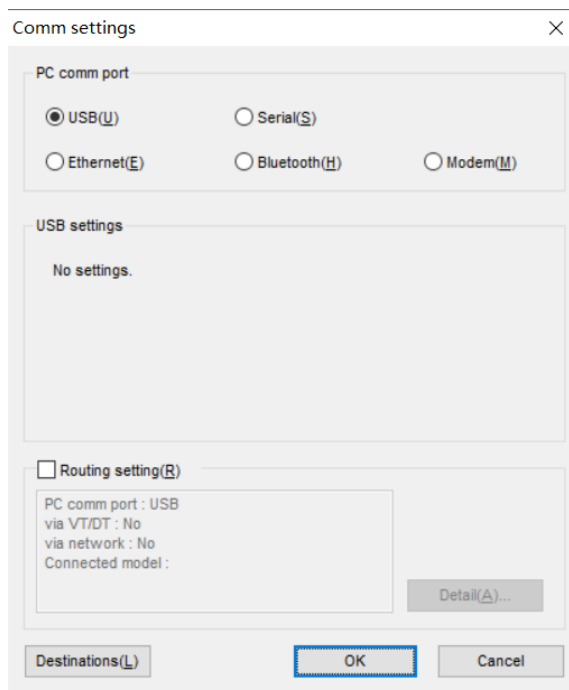 Comm settings
PC comm port
USB(U) Serial(S)
Ethernet(E) Bluetooth(H) Modem(M)
USB settings
No settings.
Routing setting(R)
PC comm port : USB
via VT/DT : No
via network : No
Connected model :
Detail(A)...
Destinations(L) OK Cancel